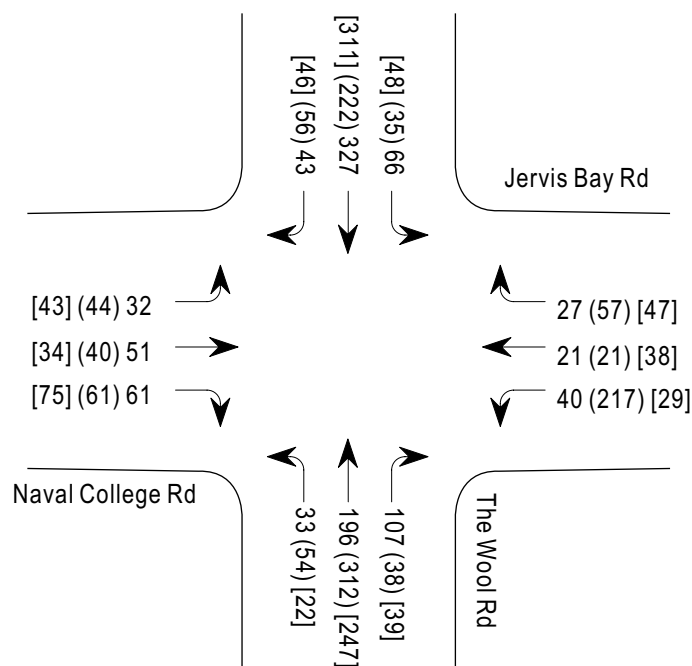 [46] (56) 43
[311] (222) 327
[48] (35) 66
Jervis Bay Rd
[43] (44) 32
[34] (40) 51
[75] (61) 61
27 (57) [47]
21 (21) [38]
40 (217) [29]
Naval College Rd
33 (54) [22]
196 (312) [247]
107 (38) [39]
The Wool Rd